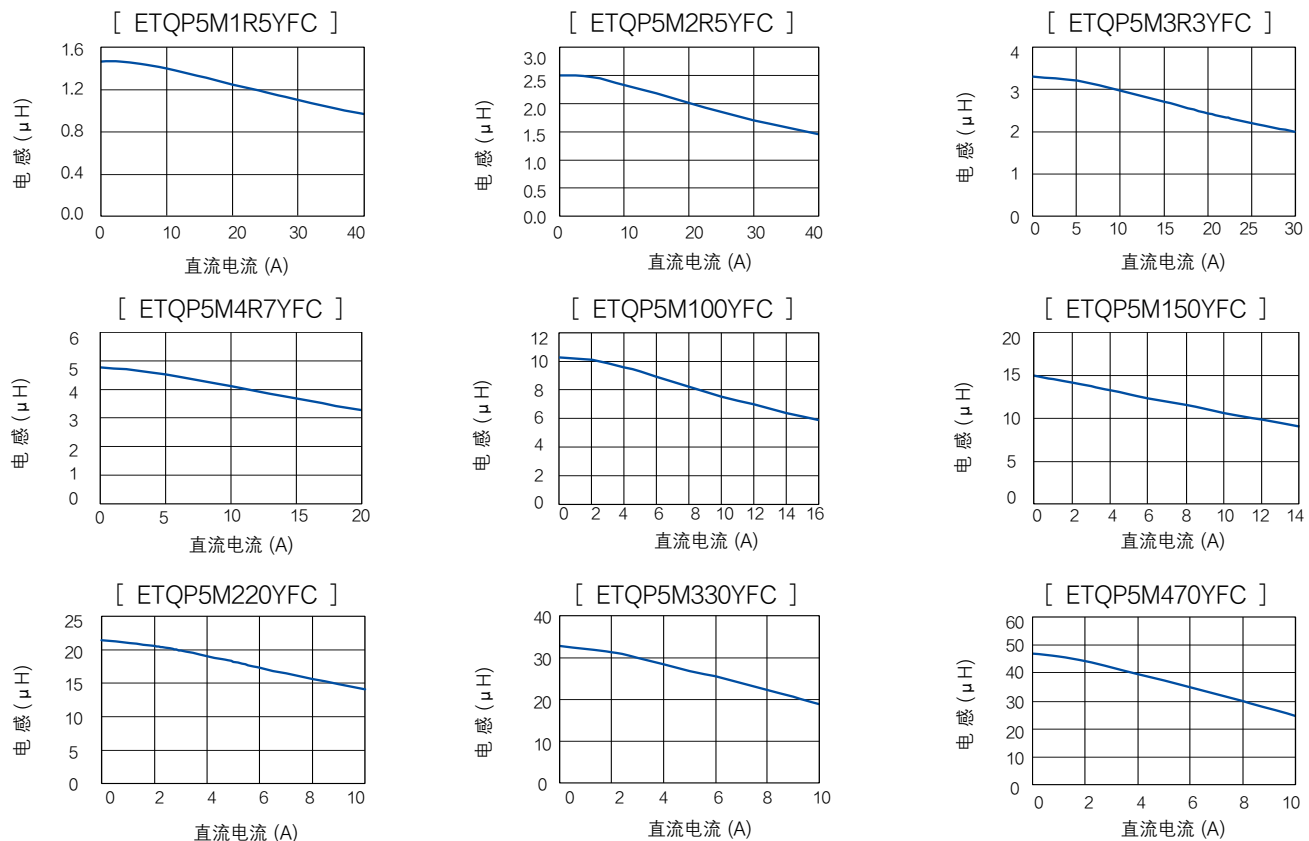 [ ETQP5M1R5YFC ]
电感 (μH)
1.6
1.2
0.8
0.4
0.0
0 10 20 30 40
直流电流 (A)
[ ETQP5M2R5YFC ]
电感 (μH)
3.0
2.5
2.0
1.5
1.0
0.5
0.0
0 10 20 30 40
直流电流 (A)
[ ETQP5M3R3YFC ]
电感 (μH)
4
3
2
1
0
0 5 10 15 20 25 30
直流电流 (A)
[ ETQP5M4R7YFC ]
电感 (μH)
6
5
4
3
2
1
0
0 5 10 15 20
直流电流 (A)
[ ETQP5M100YFC ]
电感 (μH)
12
10
8
6
4
2
0
0 2 4 6 8 10 12 14 16
直流电流 (A)
[ ETQP5M150YFC ]
电感 (μH)
20
15
10
5
0
0 2 4 6 8 10 12 14
直流电流 (A)
[ ETQP5M220YFC ]
电感 (μH)
25
20
15
10
5
0
0 2 4 6 8 10
直流电流 (A)
[ ETQP5M330YFC ]
电感 (μH)
40
30
20
10
0
0 2 4 6 8 10
直流电流 (A)
[ ETQP5M470YFC ]
电感 (μH)
60
50
40
30
20
10
0
0 2 4 6 8 10
直流电流 (A)